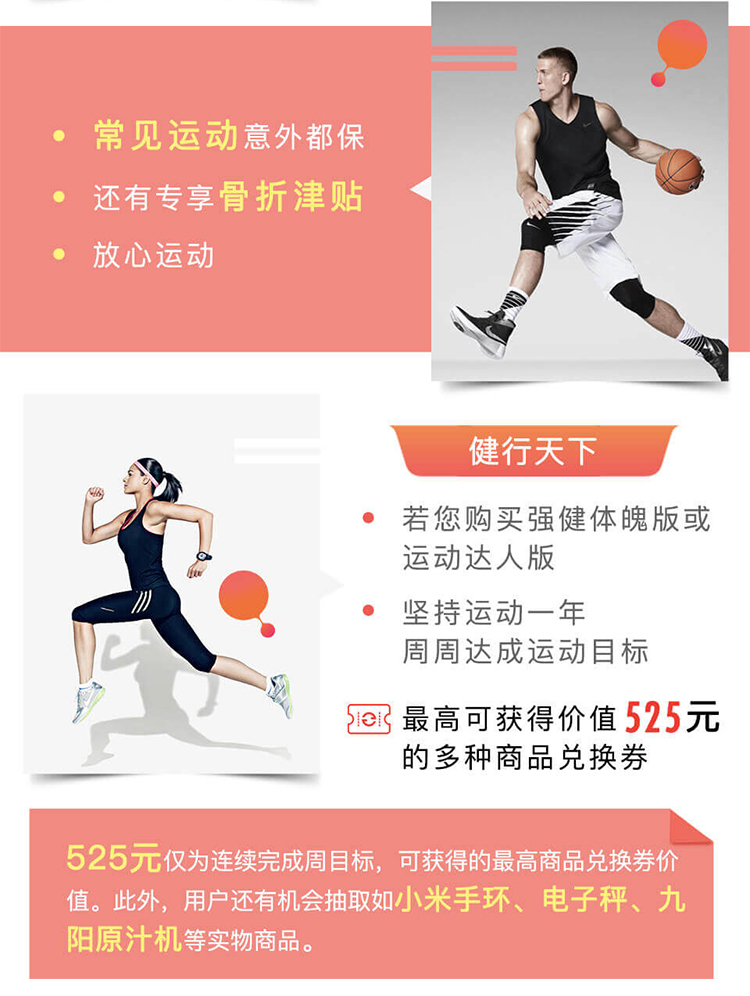 常见运动意外都保
还有专享骨折津贴
放心运动
健行天下
若您购买强健体魄版或
运动达人版
坚持运动一年
周周达成运动目标
最高可获得价值525元
的多种商品兑换券
525元仅为连续完成周目标，可获得的最高商品兑换券价
值。此外，用户还有机会抽取如小米手环、电子秤、九
阳原汁机等实物商品。